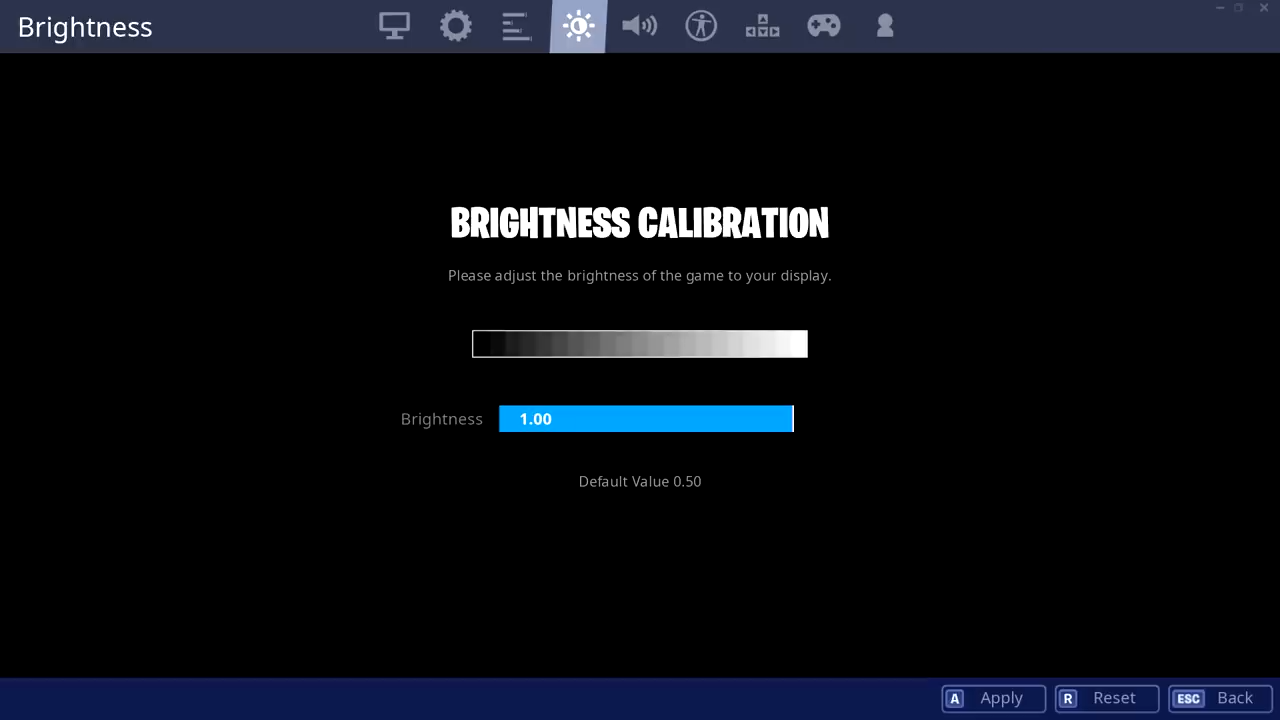 Brightness
BRIGHTNESS CALIBRATION
Please adjust the brightness of the game to your display.
Brightness 1.00
Default Value 0.50
A Apply R Reset ESC Back